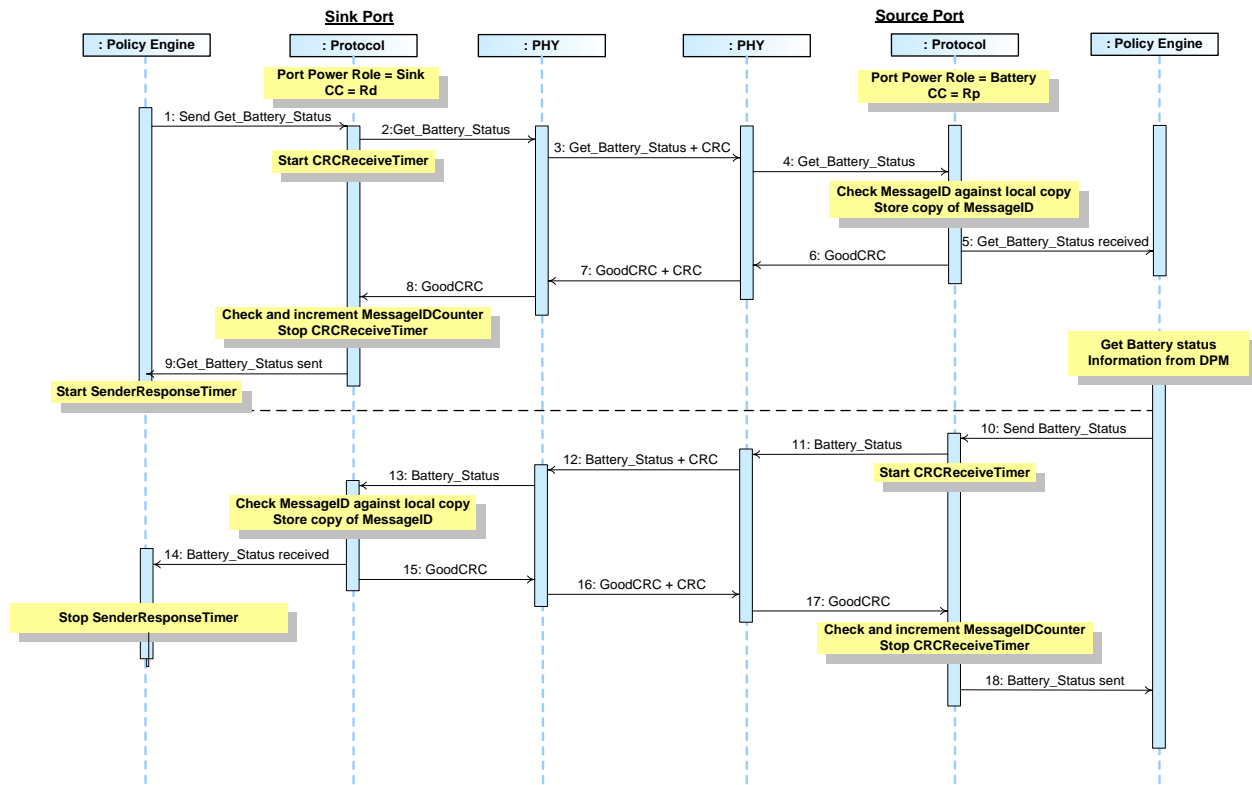 Sink Port
Source Port
: Policy Engine
: Protocol
: PHY
: PHY
: Protocol
: Policy Engine
Port Power Role = Sink
CC = Rd
Port Power Role = Battery
CC = Rp
1: Send Get_Battery_Status
2:Get_Battery_Status
3: Get_Battery_Status + CRC
Start CRCReceiveTimer
4: Get_Battery_Status
Check MessageID against local copy
Store copy of MessageID
5: Get_Battery_Status received
6: GoodCRC
7: GoodCRC + CRC
8: GoodCRC
Check and increment MessageIDCounter
Stop CRCReceiveTimer
Get Battery status
Information from DPM
9:Get_Battery_Status sent
Start SenderResponseTimer
10: Send Battery_Status
11: Battery_Status
12: Battery_Status + CRC
Start CRCReceiveTimer
13: Battery_Status
Check MessageID against local copy
Store copy of MessageID
14: Battery_Status received
15: GoodCRC
16: GoodCRC + CRC
17: GoodCRC
Stop SenderResponseTimer
Check and increment MessageIDCounter
Stop CRCReceiveTimer
18: Battery_Status sent